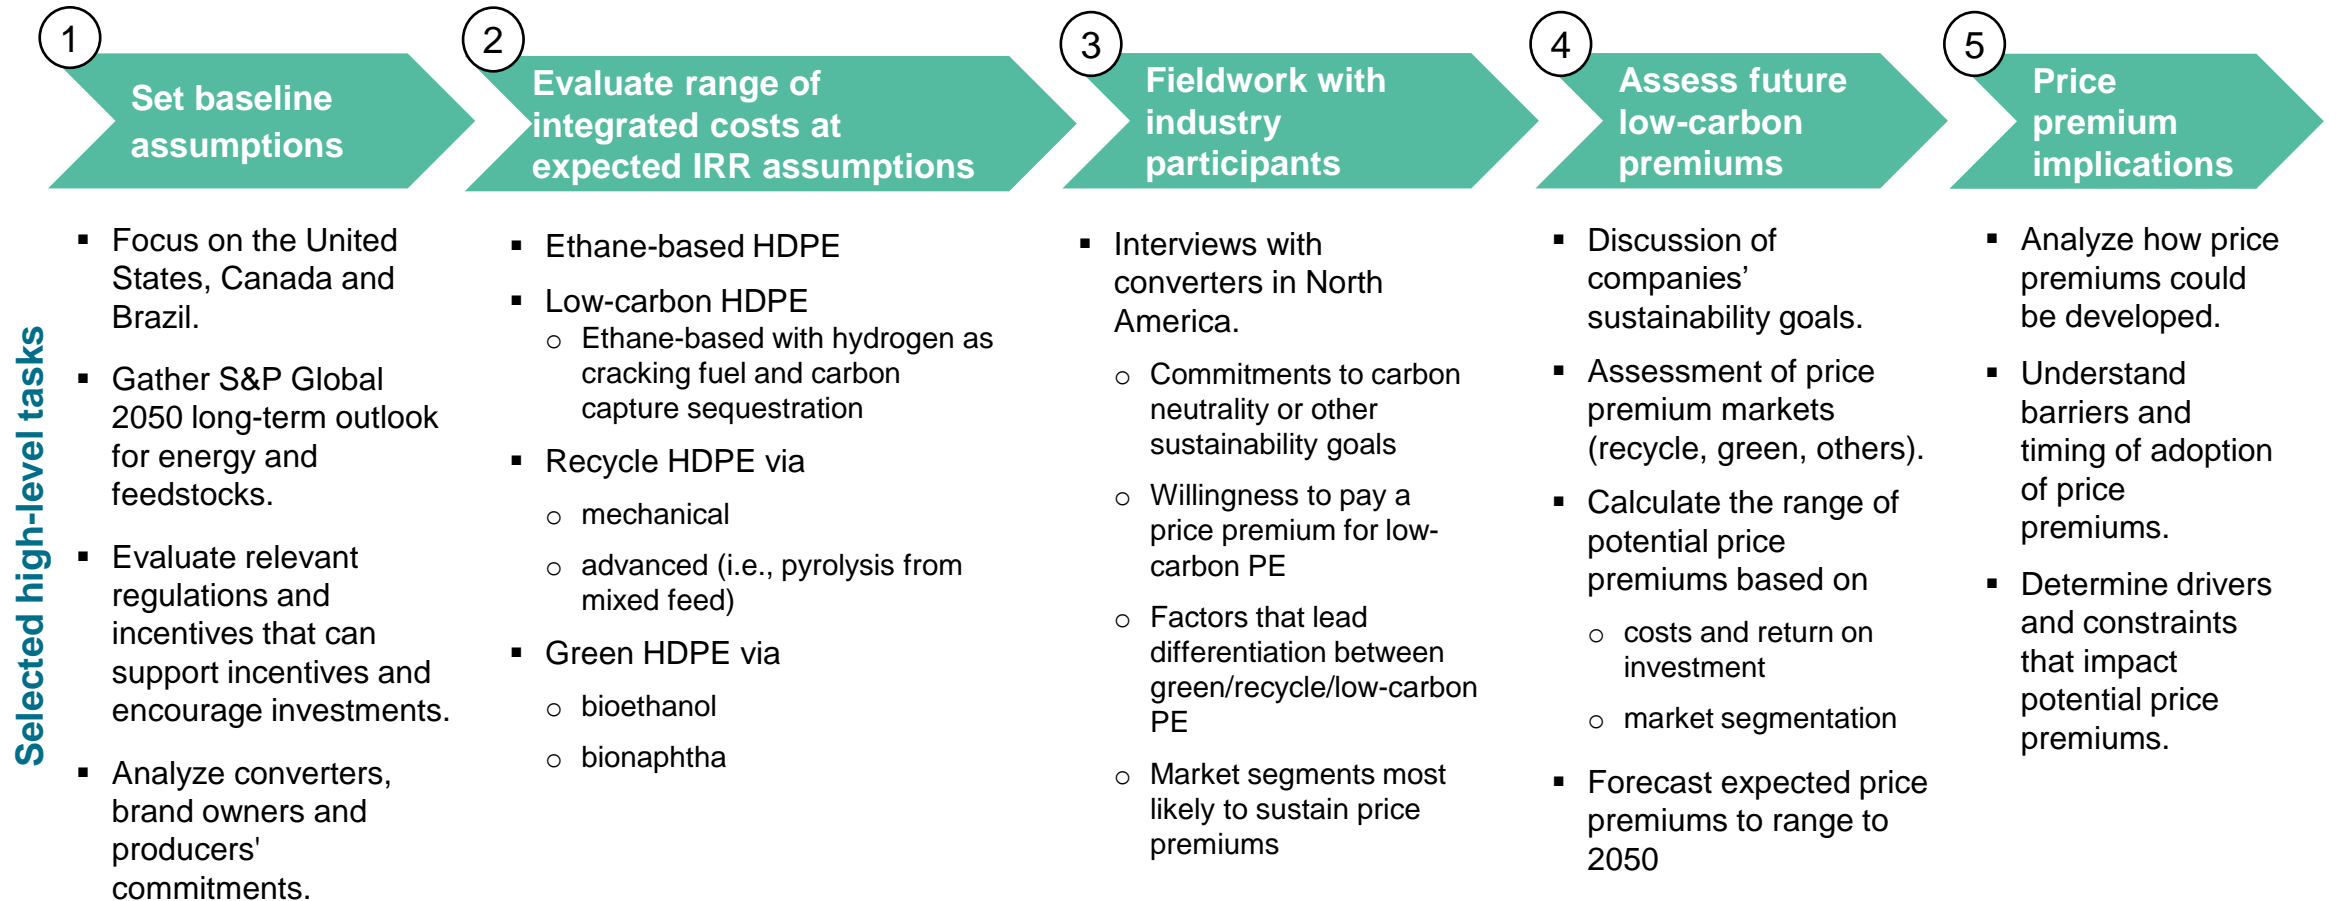 Selected high-level tasks
1
Set baseline
assumptions
▪ Focus on the United
States, Canada and
Brazil.
▪ Gather S&P Global
2050 long-term outlook
for energy and
feedstocks.
▪ Evaluate relevant
regulations and
incentives that can
support incentives and
encourage investments.
▪ Analyze converters,
brand owners and
producers'
commitments.
2
Evaluate range of
integrated costs at
expected IRR assumptions
▪ Ethane-based HDPE
▪ Low-carbon HDPE
o Ethane-based with hydrogen as
cracking fuel and carbon
capture sequestration
▪ Recycle HDPE via
o mechanical
o advanced (i.e., pyrolysis from
mixed feed)
▪ Green HDPE via
o bioethanol
o bionaphtha
3
Fieldwork with
industry
participants
▪ Interviews with
converters in North
America.
o Commitments to carbon
neutrality or other
sustainability goals
o Willingness to pay a
price premium for low-
carbon PE
o Factors that lead
differentiation between
green/recycle/low-carbon
PE
o Market segments most
likely to sustain price
premiums
4
Assess future
low-carbon
premiums
▪ Discussion of
companies’
sustainability goals.
▪ Assessment of price
premium markets
(recycle, green, others).
▪ Calculate the range of
potential price
premiums based on
o costs and return on
investment
o market segmentation
▪ Forecast expected price
premiums to range to
2050
5
Price
premium
implications
▪ Analyze how price
premiums could
be developed.
▪ Understand
barriers and
timing of adoption
of price
premiums.
▪ Determine drivers
and constraints
that impact
potential price
premiums.